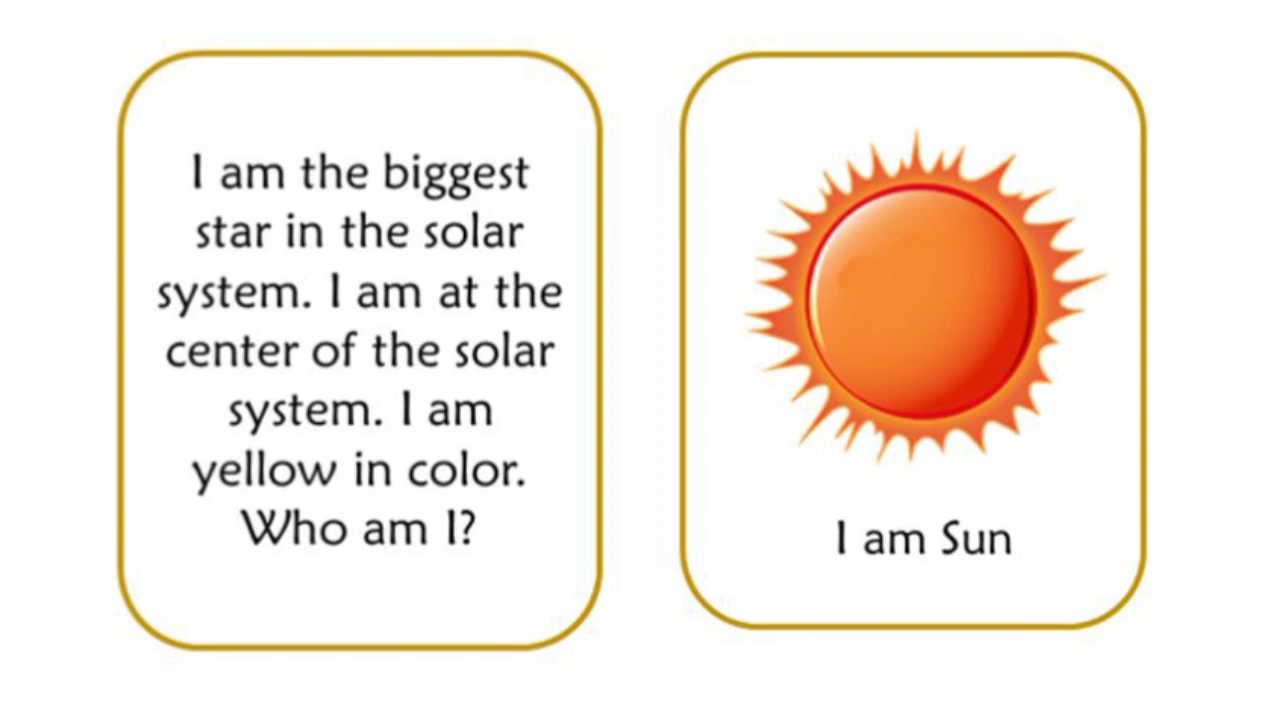 I am the biggest
star in the solar
system. I am at the
center of the solar
system. I am
yellow in color.
Who am I?
I am Sun